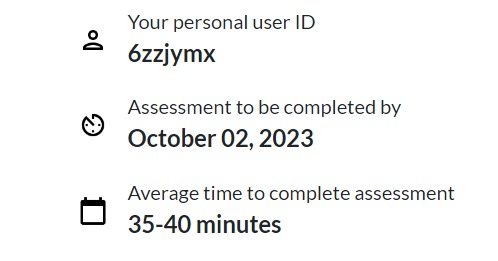 Your personal user ID
6zzjymx
Assessment to be completed by
October 02, 2023
Average time to complete assessment
35-40 minutes